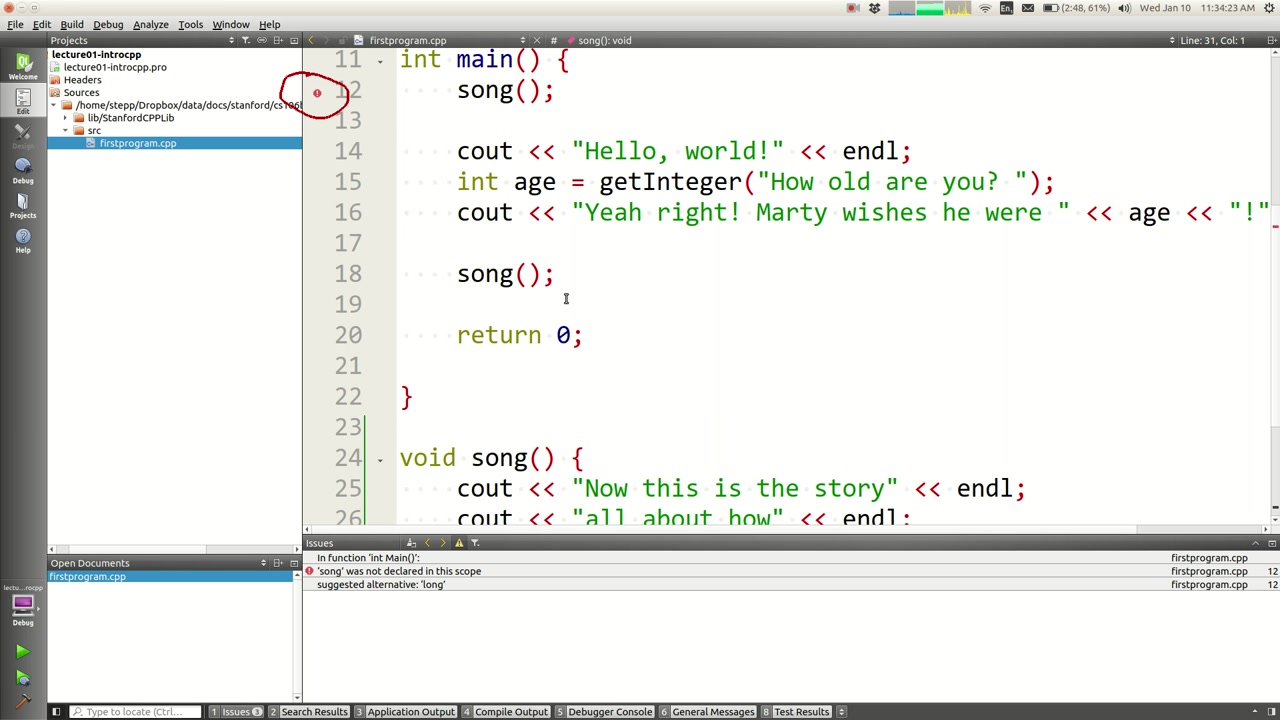 (2:48, 61%) Wed Jan 10 11:34:23 AM
File Edit Build Debug Analyze Tools Window Help
Projects
firstprogram.cpp # song(): void Line: 31, Col: 1
lecture01-introcpp
lecture01-introcpp.pro
Headers
Sources
/home/stepp/Dropbox/data/docs/stanford/cs106b
lib/StanfordCPPLib
src
firstprogram.cpp
Welcome
Edit
Design
Debug
Projects
Help
11 int main() {
12 song();
13
14 cout << "Hello, world!" << endl;
15 int age = getInteger("How old are you? ");
16 cout << "Yeah right! Marty wishes he were " << age << "!"
17
18 song();
19
20 return 0;
21
22 }
23
24 void song() {
25 cout << "Now this is the story" << endl;
26 cout << "all about how" << endl;
Open Documents
firstprogram.cpp
lectu...rocpp
Debug
Issues
In function 'int Main()': firstprogram.cpp
'song' was not declared in this scope firstprogram.cpp 12
suggested alternative: 'long' firstprogram.cpp 12
Type to locate (Ctrl... 1 Issues 3 2 Search Results 3 Application Output 4 Compile Output 5 Debugger Console 6 General Messages 8 Test Results